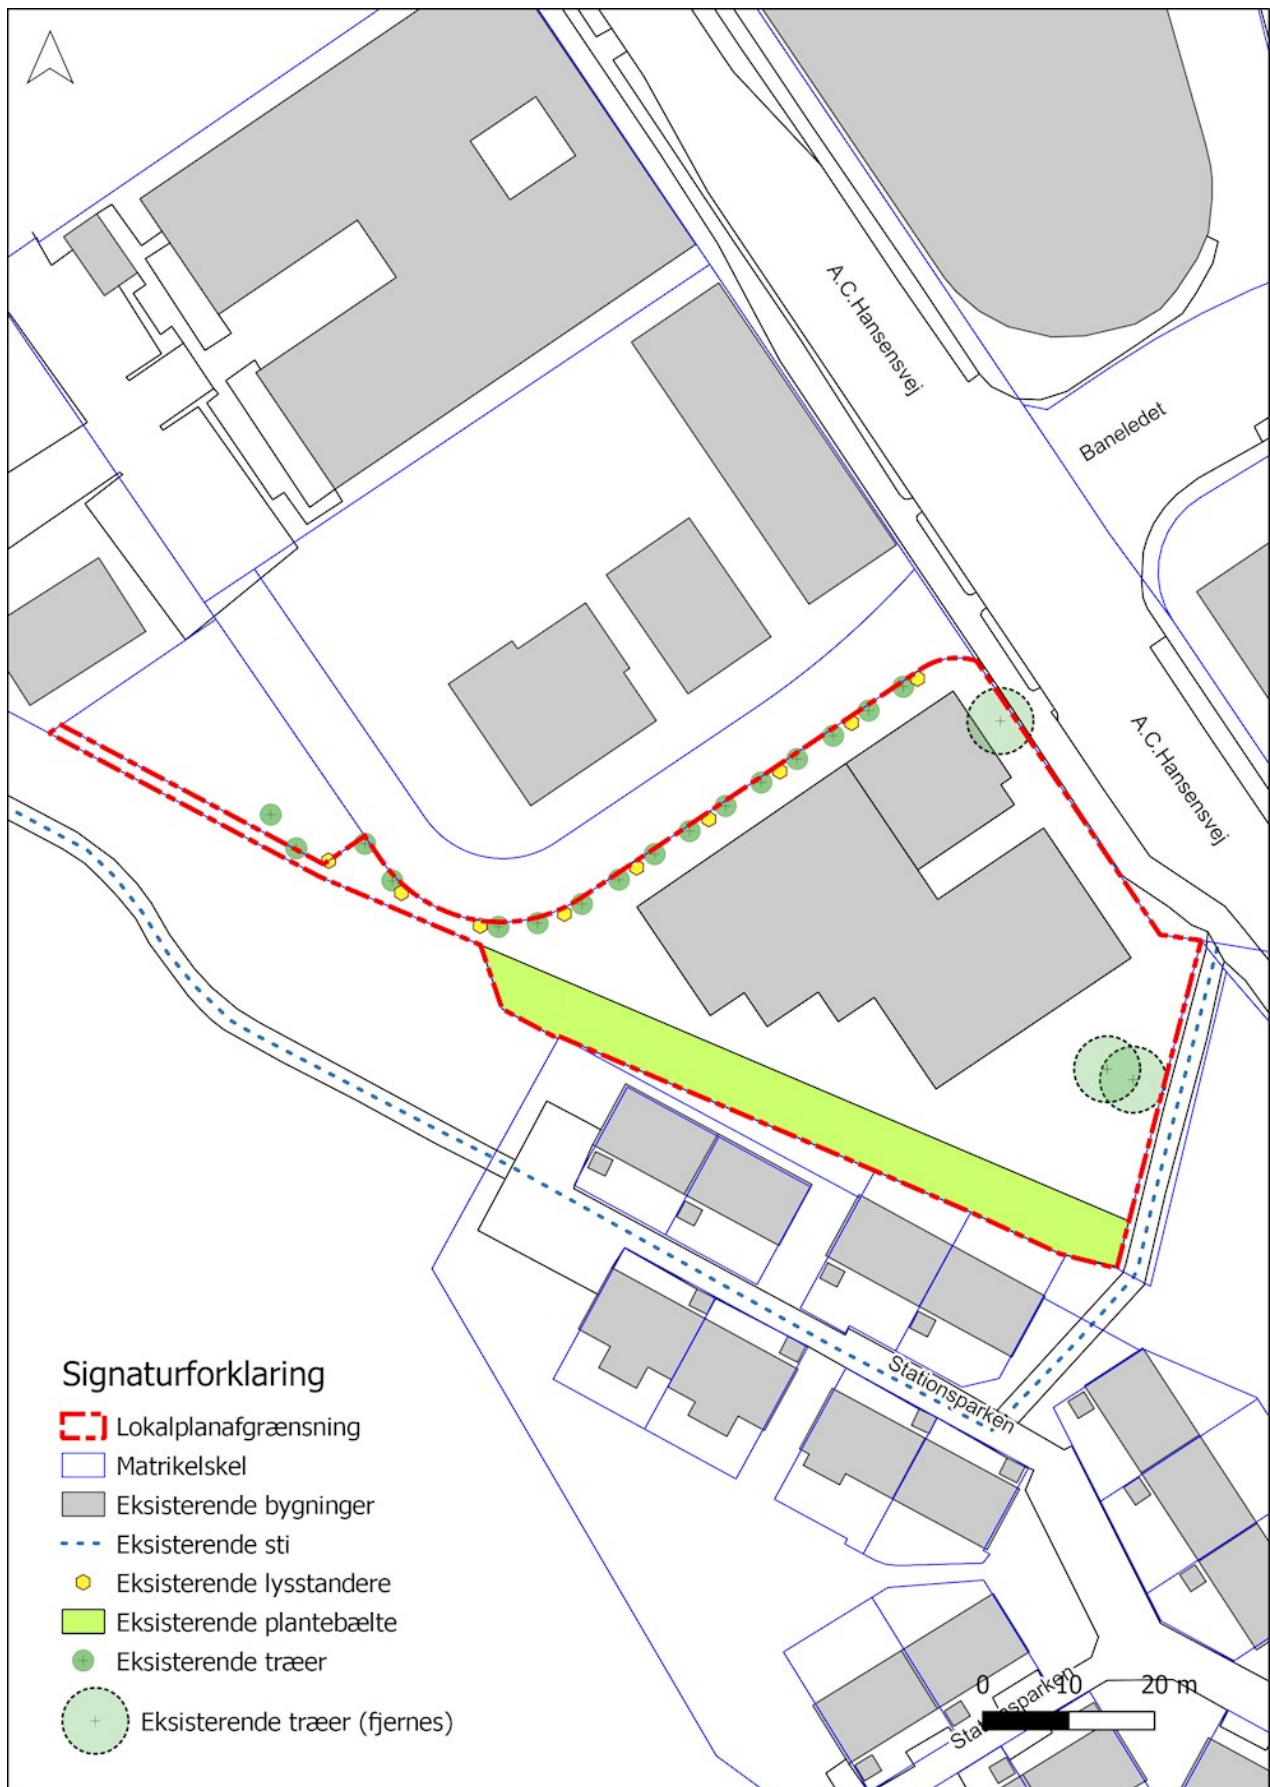 A.C.Hansensvej
Baneledet
A.C.Hansensvej
Stationsparken
Signaturforklaring
Lokalplanafgrænsning
Matrikelskel
Eksisterende bygninger
Eksisterende sti
Eksisterende lysstandere
Eksisterende plantebælte
Eksisterende træer
Eksisterende træer (fjernes)
Stationsparken
0 10 20 m